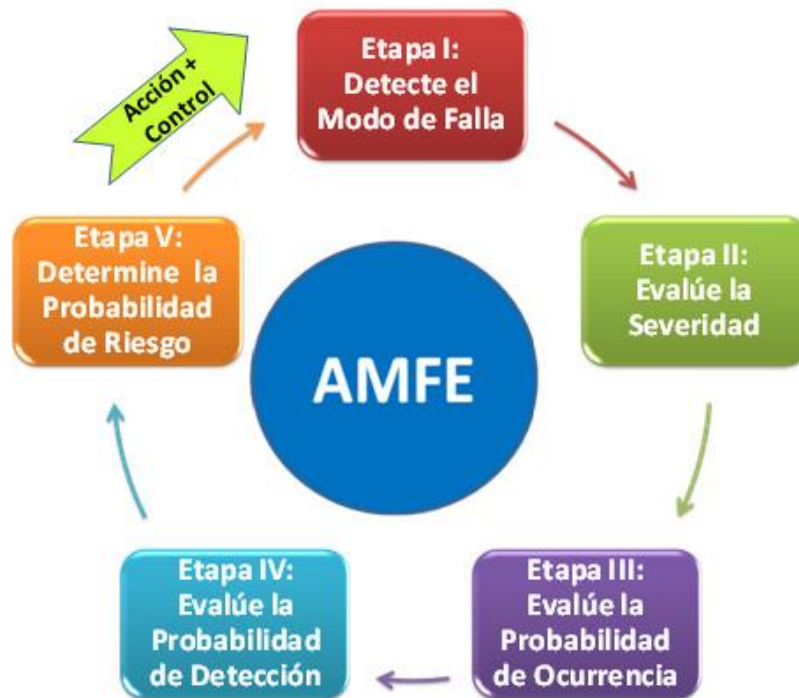 Acción +
Control
Etapa I:
Detecte el
Modo de Falla
Etapa II:
Evalúe la
Severidad
Etapa III:
Evalúe la
Probabilidad
de Ocurrencia
Etapa IV:
Evalúe la
Probabilidad
de Detección
Etapa V:
Determine la
Probabilidad
de Riesgo
AMFE